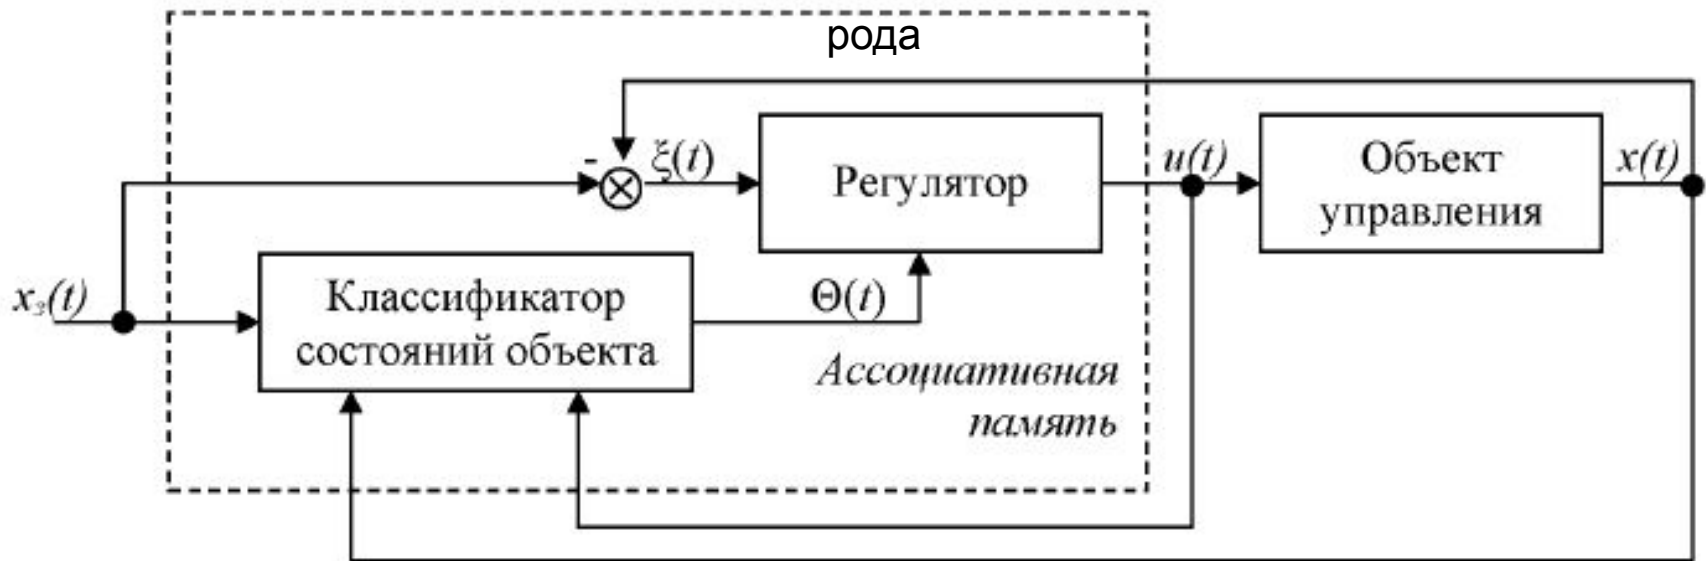 рода
-
ξ(t)
Регулятор
u(t)
Объект
управления
x(t)
xз(t)
Классификатор
состояний объекта
Θ(t)
Ассоциативная
память